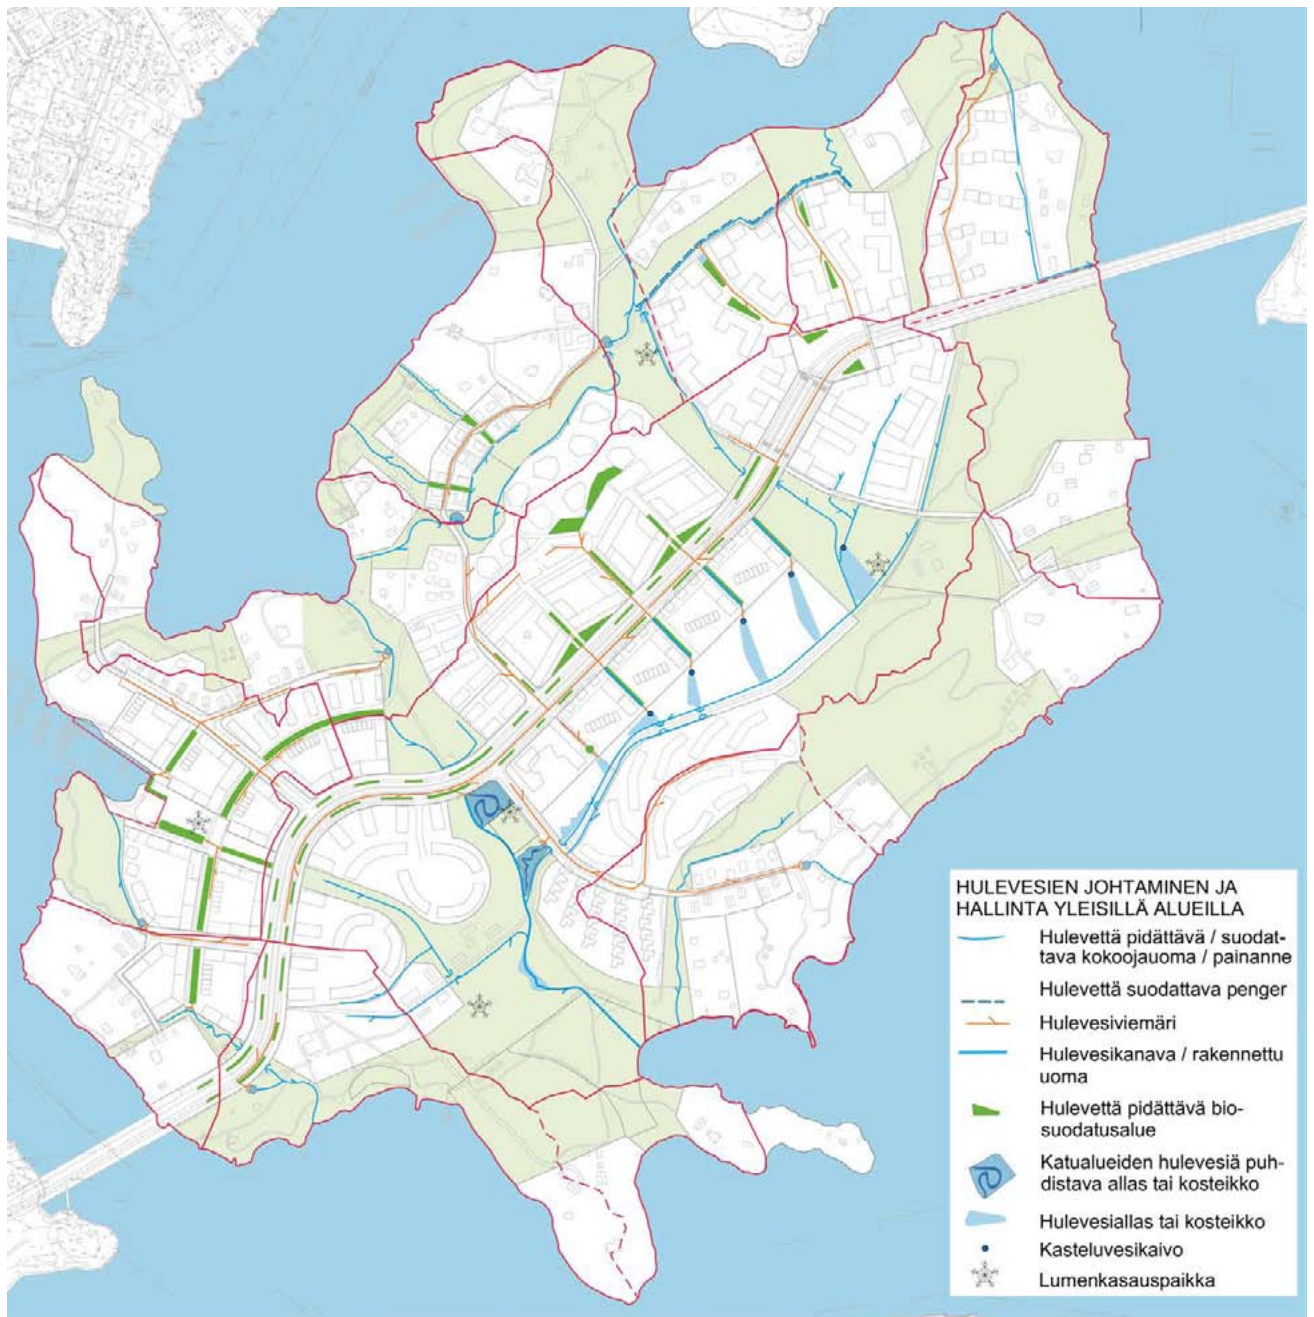 HULEVESIEN JOHTAMINEN JA
HALLINTA YLEISILLÄ ALUEILLA
Hulevettä pidättävä / suodat-
tava kokoojauoma / painanne
Hulevettä suodattava penger
Hulevesiviemäri
Hulevesikanava / rakennettu
uoma
Hulevettä pidättävä bio-
suodatusalue
Katualueiden hulevesiä puh-
distava allas tai kosteikko
Hulevesiallas tai kosteikko
Kasteluvesikaivo
Lumenkasauspaikka